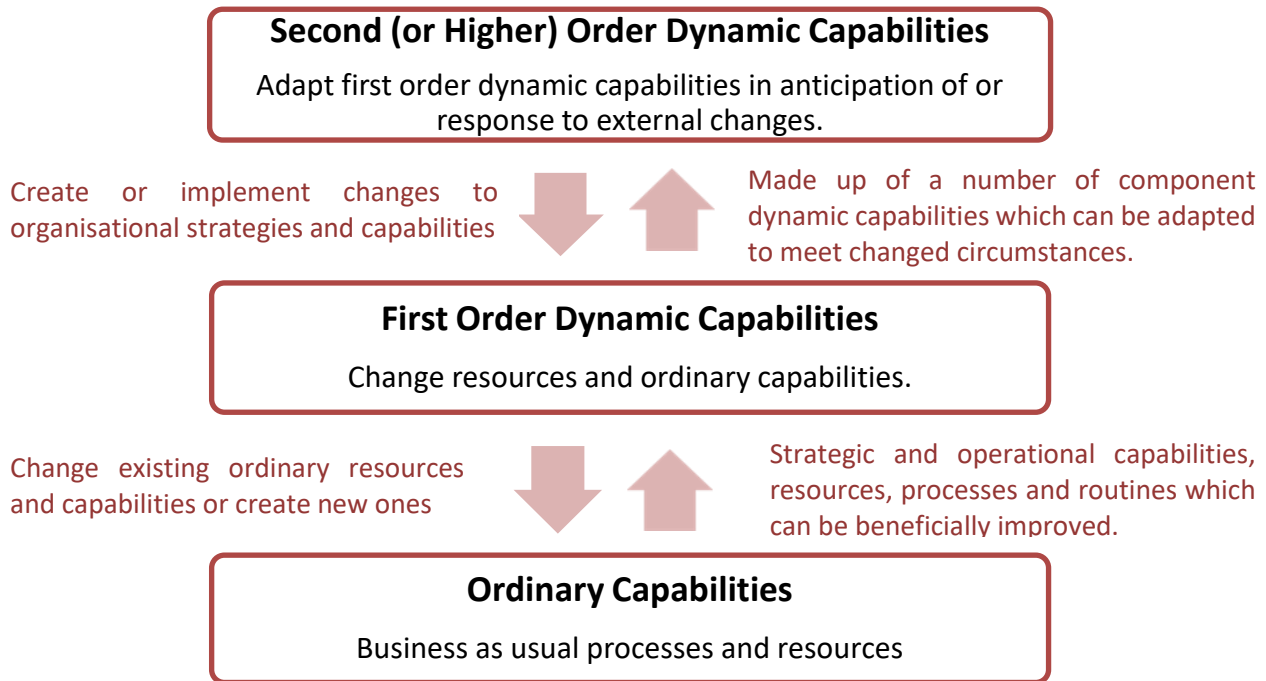 Second (or Higher) Order Dynamic Capabilities
Adapt first order dynamic capabilities in anticipation of or
response to external changes.
Create or implement changes to
organisational strategies and capabilities
Made up of a number of component
dynamic capabilities which can be adapted
to meet changed circumstances.
First Order Dynamic Capabilities
Change resources and ordinary capabilities.
Change existing ordinary resources
and capabilities or create new ones
Strategic and operational capabilities,
resources, processes and routines which
can be beneficially improved.
Ordinary Capabilities
Business as usual processes and resources